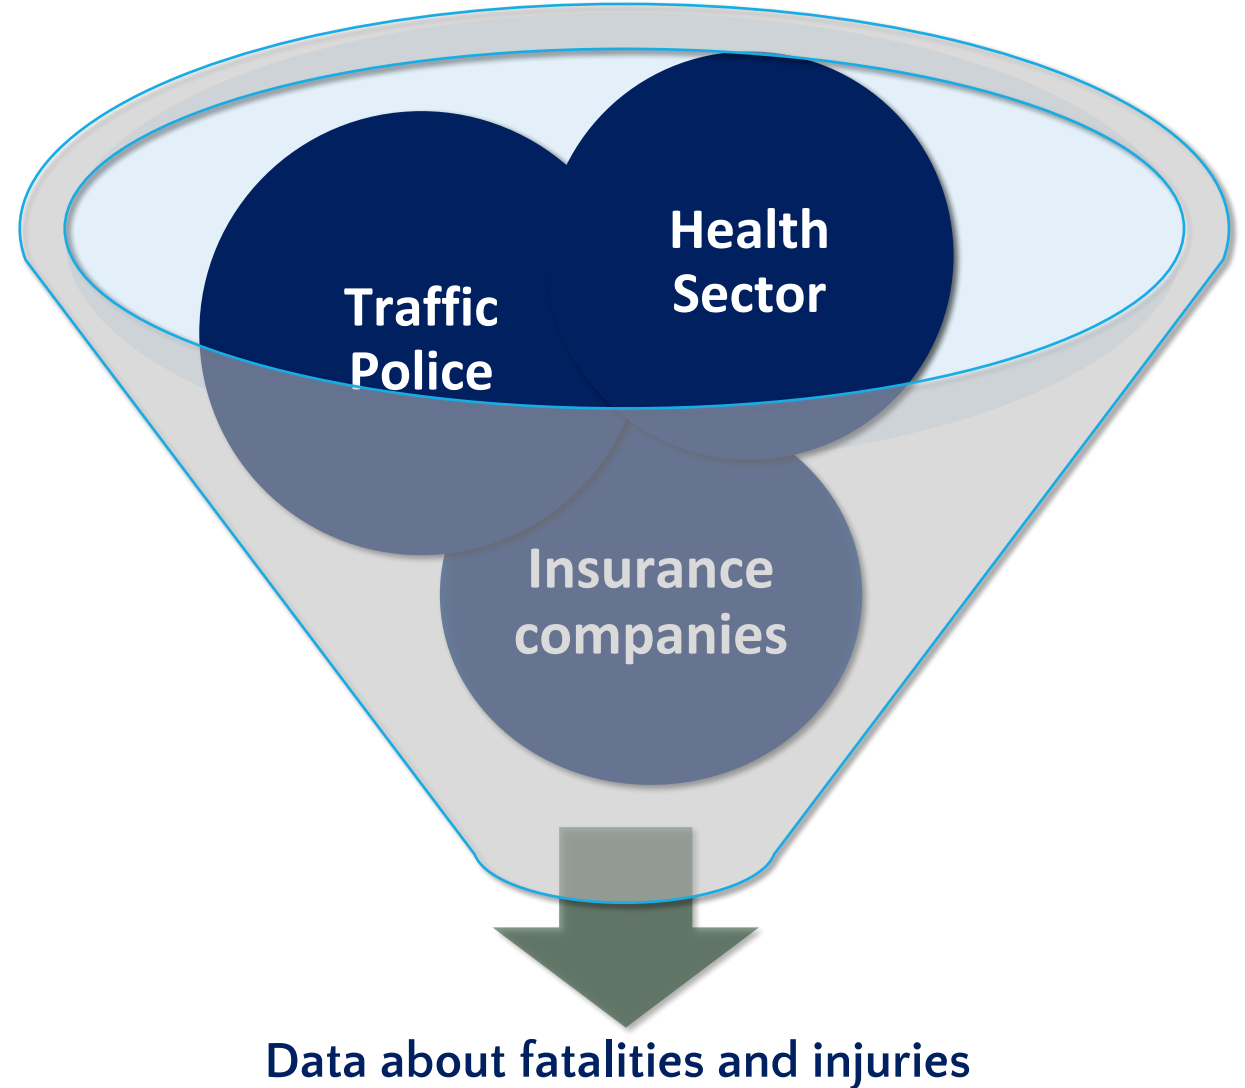 Health
Sector
Traffic
Police
Insurance
companies
Data about fatalities and injuries